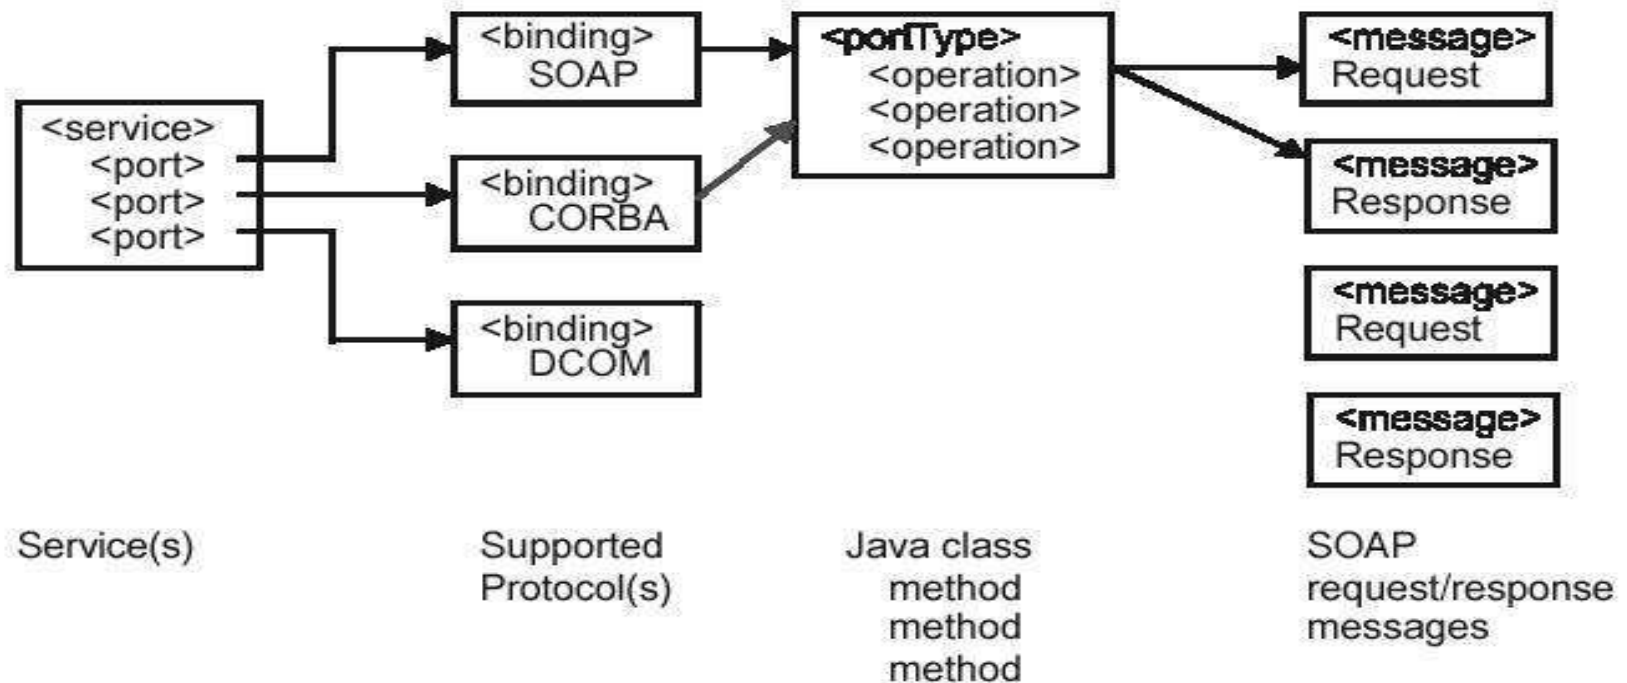 <service>
<port>
<port>
<port>
<binding>
SOAP
<binding>
CORBA
<binding>
DCOM
<portType>
<operation>
<operation>
<operation>
<message>
Request
<message>
Response
<message>
Request
<message>
Response
Service(s)
Supported
Protocol(s)
Java class
method
method
method
SOAP
request/response
messages